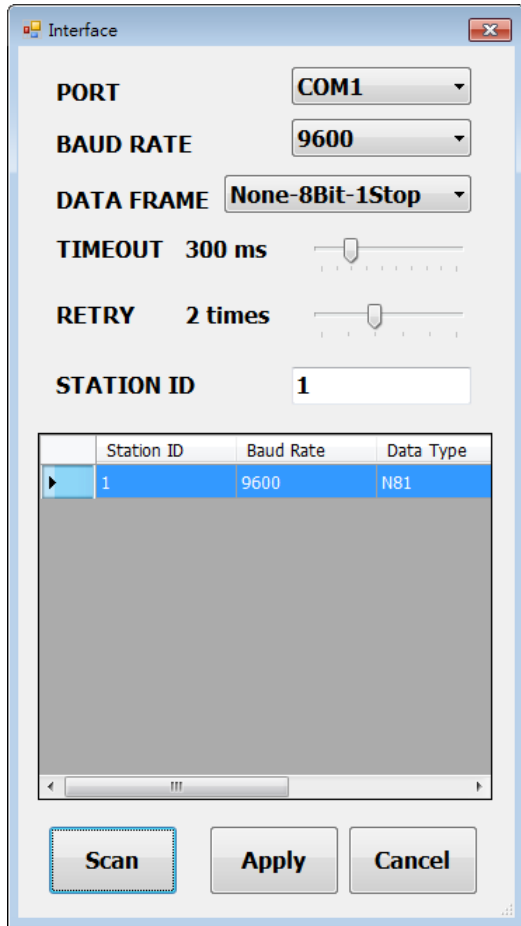 Interface
PORT COM1
BAUD RATE 9600
DATA FRAME None-8Bit-1Stop
TIMEOUT 300 ms
RETRY 2 times
STATION ID 1
Station ID Baud Rate Data Type
1 9600 N81
Scan Apply Cancel